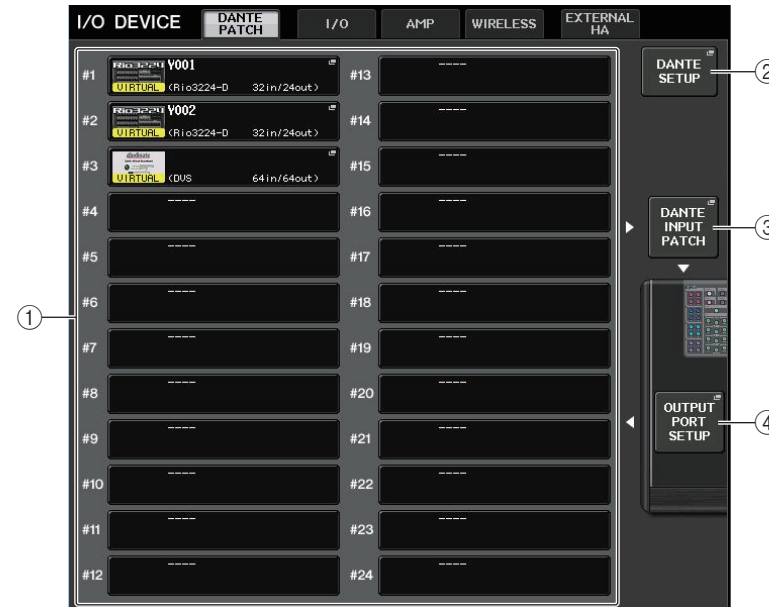 I/O DEVICE
DANTE PATCH
I/O
AMP
WIRELESS
EXTERNAL HA
#1
Rio3224
Y001
VIRTUAL
(Rio3224-D 32in/24out)
#2
Rio3224
Y002
VIRTUAL
(Rio3224-D 32in/24out)
#3
VIRTUAL
(DVS 64in/64out)
#4 ----
#5 ----
#6 ----
#7 ----
#8 ----
#9 ----
#10 ----
#11 ----
#12 ----
#13 ----
#14 ----
#15 ----
#16 ----
#17 ----
#18 ----
#19 ----
#20 ----
#21 ----
#22 ----
#23 ----
#24 ----
DANTE
SETUP
DANTE
INPUT
PATCH
OUTPUT
PORT
SETUP
①
②
③
④